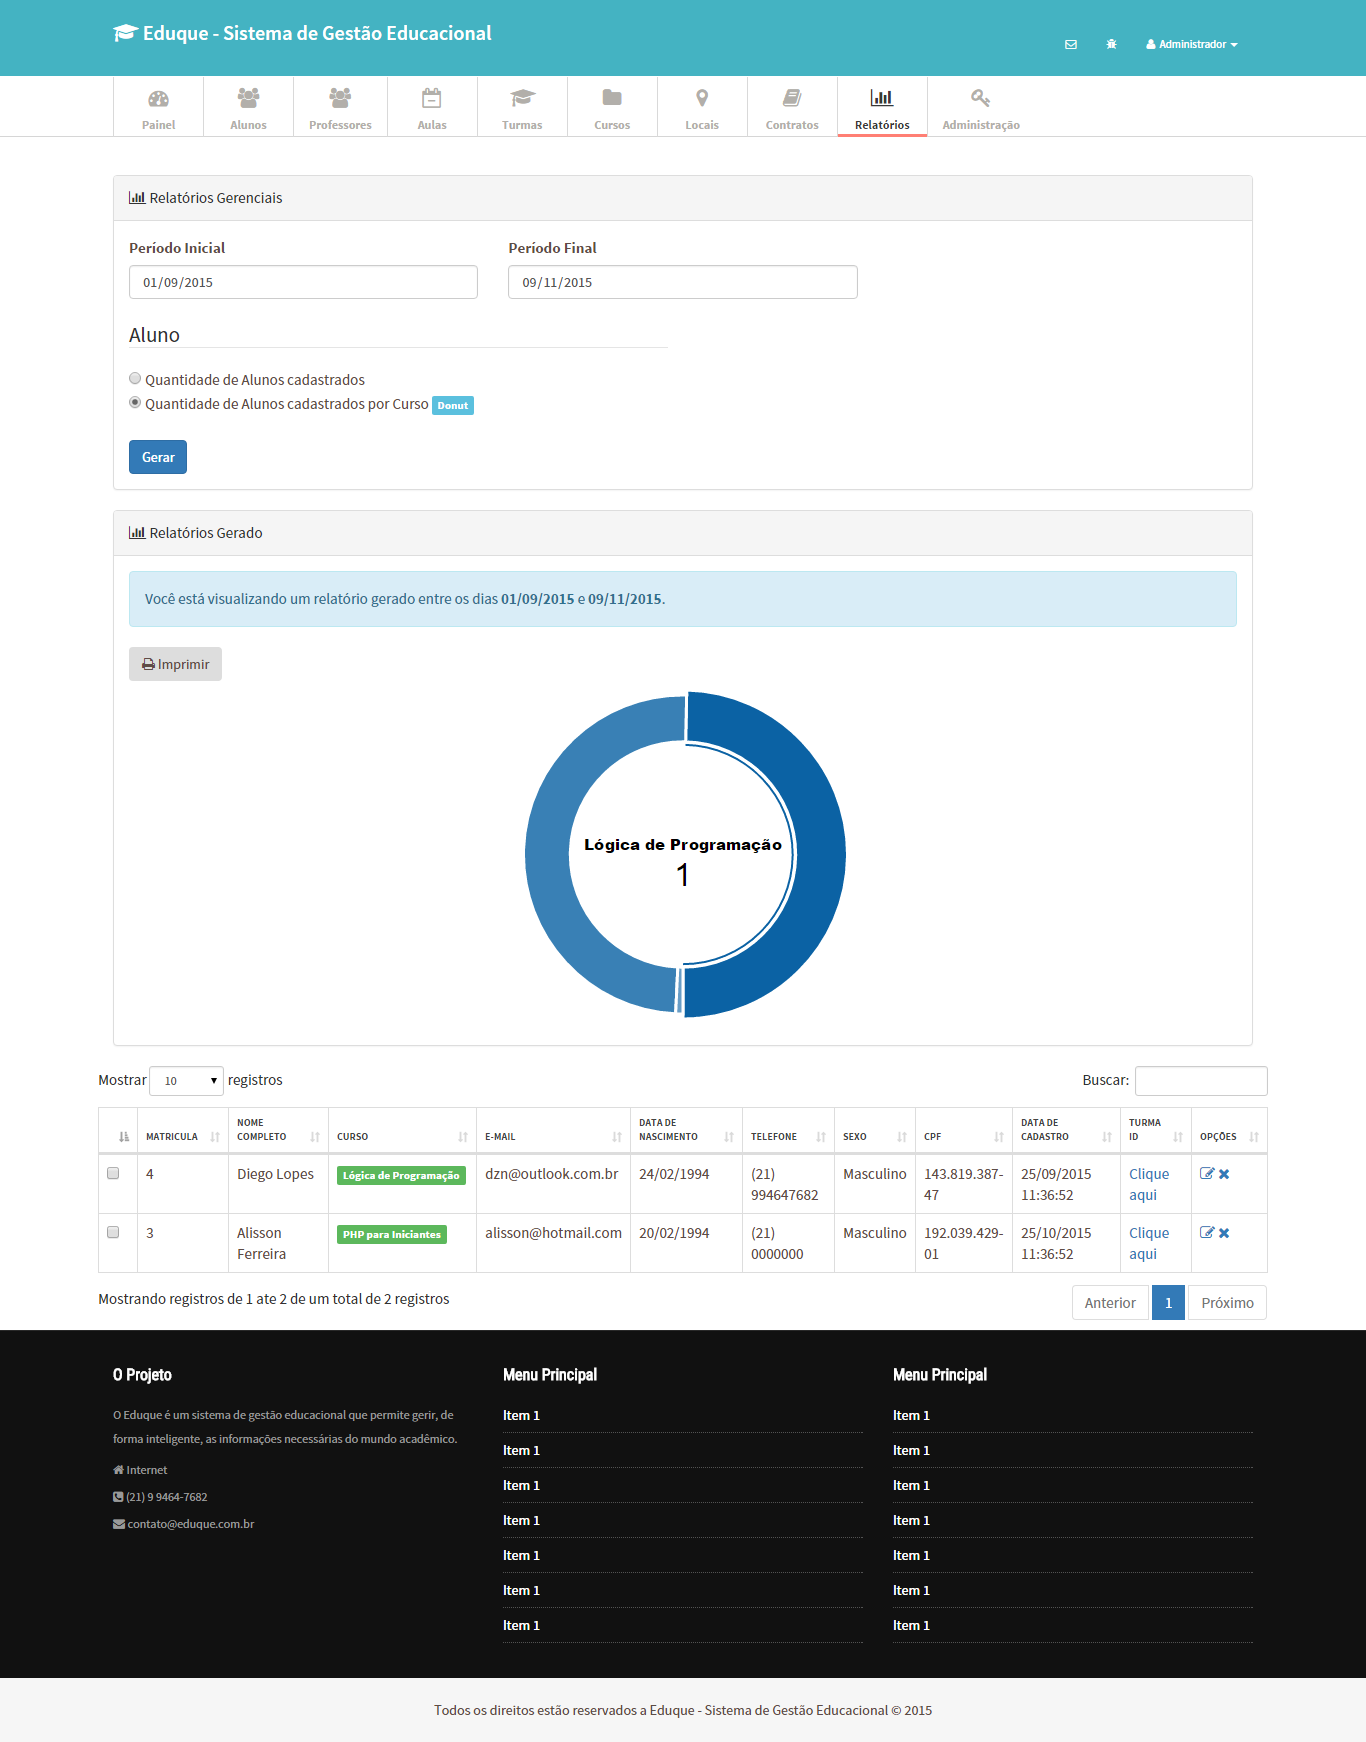 Eduque - Sistema de Gestão Educacional
Administrador
Painel
Alunos
Professores
Aulas
Turmas
Cursos
Locais
Contratos
Relatórios
Administração
Relatórios Gerenciais
Período Inicial
Período Final
01/09/2015
09/11/2015
Aluno
Quantidade de Alunos cadastrados
Quantidade de Alunos cadastrados por Curso Donut
Gerar
Relatórios Gerado
Você está visualizando um relatório gerado entre os dias 01/09/2015 e 09/11/2015.
Imprimir
Lógica de Programação
1
Mostrar 10 registros
Buscar:
MATRICULA
NOME COMPLETO
CURSO
E-MAIL
DATA DE NASCIMENTO
TELEFONE
SEXO
CPF
DATA DE CADASTRO
TURMA ID
OPÇÕES
4 Diego Lopes Lógica de Programação dzn@outlook.com.br 24/02/1994 (21) 994647682 Masculino 143.819.387-47 25/09/2015 11:36:52 Clique aqui
3 Alisson Ferreira PHP para Iniciantes alisson@hotmail.com 20/02/1994 (21) 0000000 Masculino 192.039.429-01 25/10/2015 11:36:52 Clique aqui
Mostrando registros de 1 ate 2 de um total de 2 registros
Anterior 1 Próximo
O Projeto
O Eduque é um sistema de gestão educacional que permite gerir, de
forma inteligente, as informações necessárias do mundo acadêmico.
Internet
(21) 9 9464-7682
contato@eduque.com.br
Menu Principal
Item 1
Item 1
Item 1
Item 1
Item 1
Item 1
Item 1
Menu Principal
Item 1
Item 1
Item 1
Item 1
Item 1
Item 1
Item 1
Todos os direitos estão reservados a Eduque - Sistema de Gestão Educacional © 2015